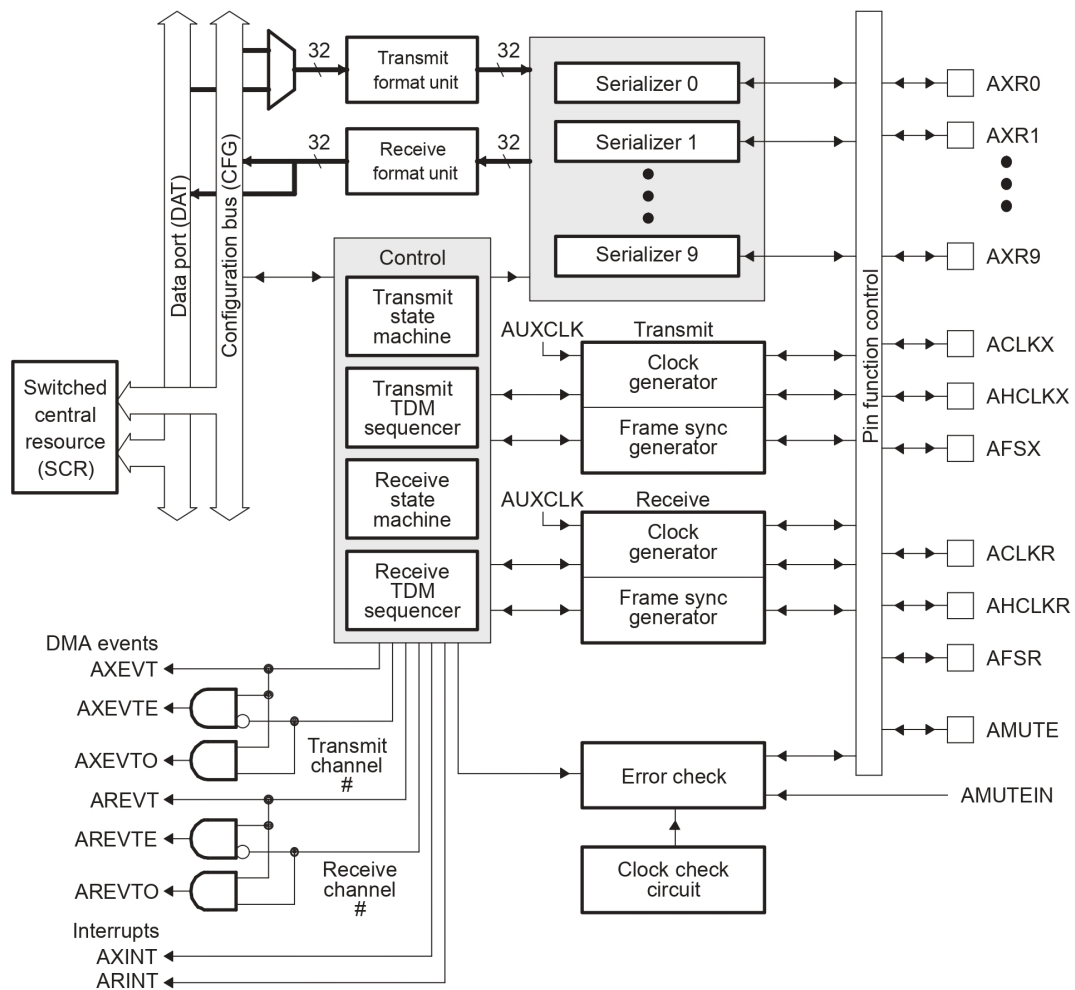 32
Transmit
format unit
32
Serializer 0
AXR0
Serializer 1
AXR1
32
Receive
format unit
32
Data port (DAT)
Configuration bus (CFG)
Serializer 9
AXR9
Pin function control
Control
Transmit
state
machine
Transmit
TDM
sequencer
Receive
state
machine
Receive
TDM
sequencer
Switched
central
resource
(SCR)
AUXCLK
Transmit
Clock
generator
Frame sync
generator
ACLKX
AHCLKX
AFSX
AUXCLK
Receive
Clock
generator
Frame sync
generator
ACLKR
AHCLKR
AFSR
DMA events
AXEVT
AXEVTE
AXEVTO
Transmit
channel
#
AREVT
AREVTE
AREVTO
Receive
channel
#
Interrupts
AXINT
ARINT
Error check
AMUTE
AMUTEIN
Clock check
circuit